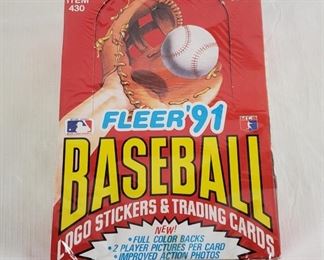 ITEM
430
FLEER '91
BASEBALL
LOGO STICKERS & TRADING CARDS
NEW!
• FULL COLOR BACKS
• 2 PLAYER PICTURES PER CARD
• IMPROVED ACTION PHOTOS